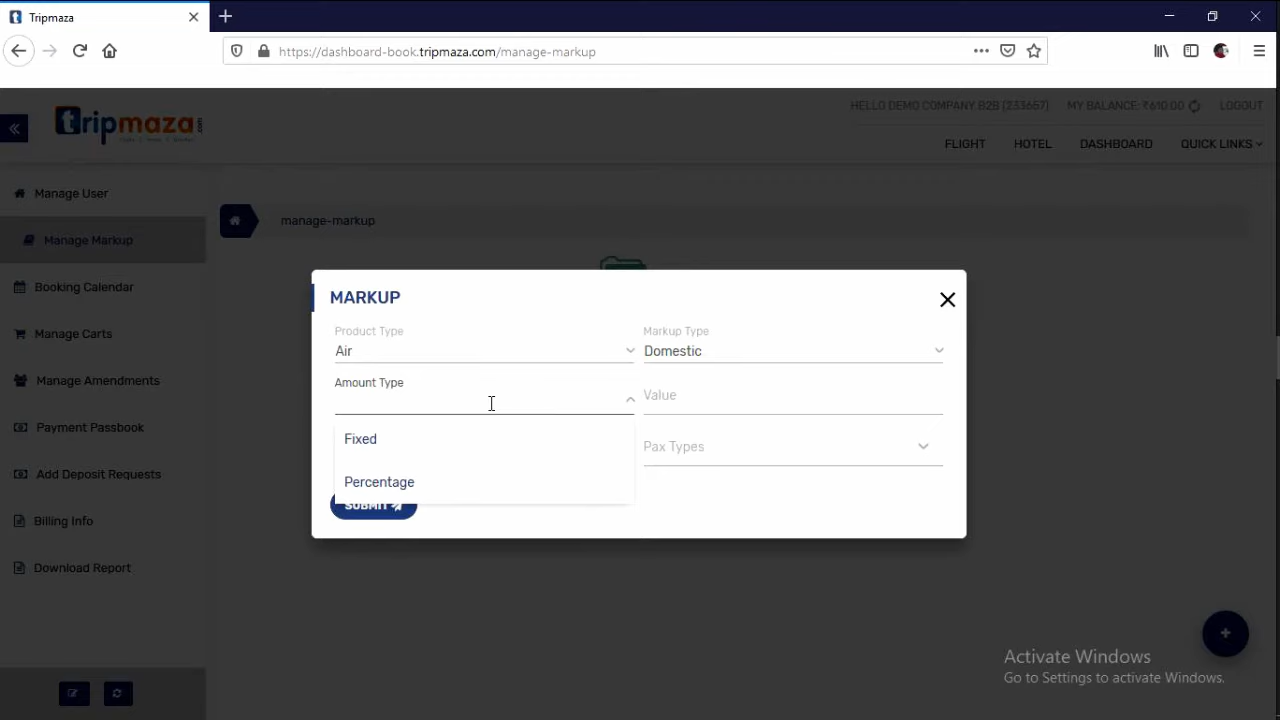 Tripmaza
https://dashboard-book.tripmaza.com/manage-markup
tripmaza.com
HELLO DEMO COMPANY B2B (233657)
MY BALANCE: ₹610.00
LOGOUT
FLIGHT
HOTEL
DASHBOARD
QUICK LINKS
Manage User
Manage Markup
Booking Calendar
Manage Carts
Manage Amendments
Payment Passbook
Add Deposit Requests
Billing Info
Download Report
manage-markup
MARKUP
Product Type
Air
Markup Type
Domestic
Amount Type
Value
Fixed
Percentage
Pax Types
SUBMIT
Activate Windows
Go to Settings to activate Windows.